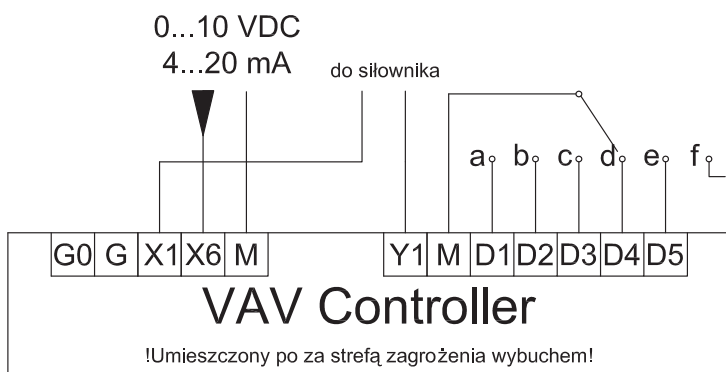 0...10 VDC
4...20 mA
do siłownika
a b c d e f
G0 G X1 X6 M Y1 M D1 D2 D3 D4 D5
VAV Controller
!Umieszczony po za strefą zagrożenia wybuchem!